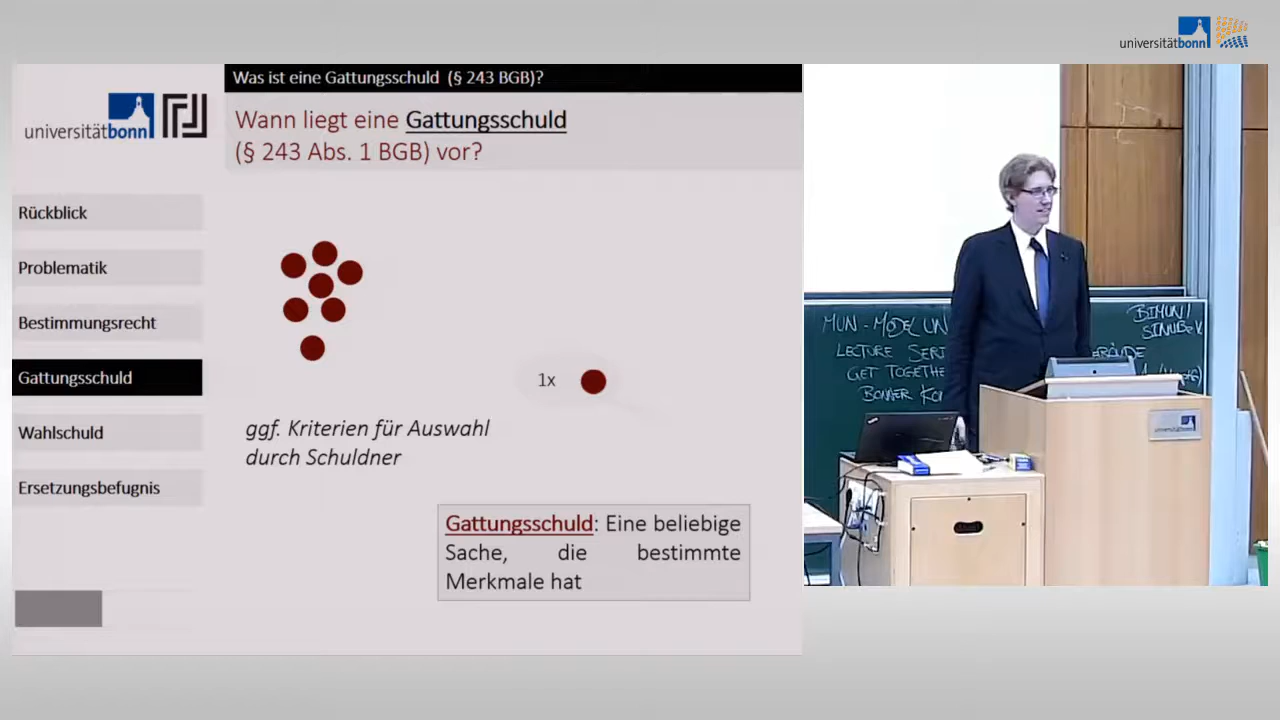 universitätbonn
Was ist eine Gattungsschuld (§ 243 BGB)?
universitätbonn
Wann liegt eine Gattungsschuld
(§ 243 Abs. 1 BGB) vor?
Rückblick
Problematik
Bestimmungsrecht
Gattungsschuld
Wahlschuld
Ersetzungsbefugnis
1x
ggf. Kriterien für Auswahl
durch Schuldner
Gattungsschuld: Eine beliebige
Sache, die bestimmte
Merkmale hat
MUN - MODEL UN
LECTURE SERI
GET TOGETHE
BONNER KO
BIMUN/
SINUB e.V.